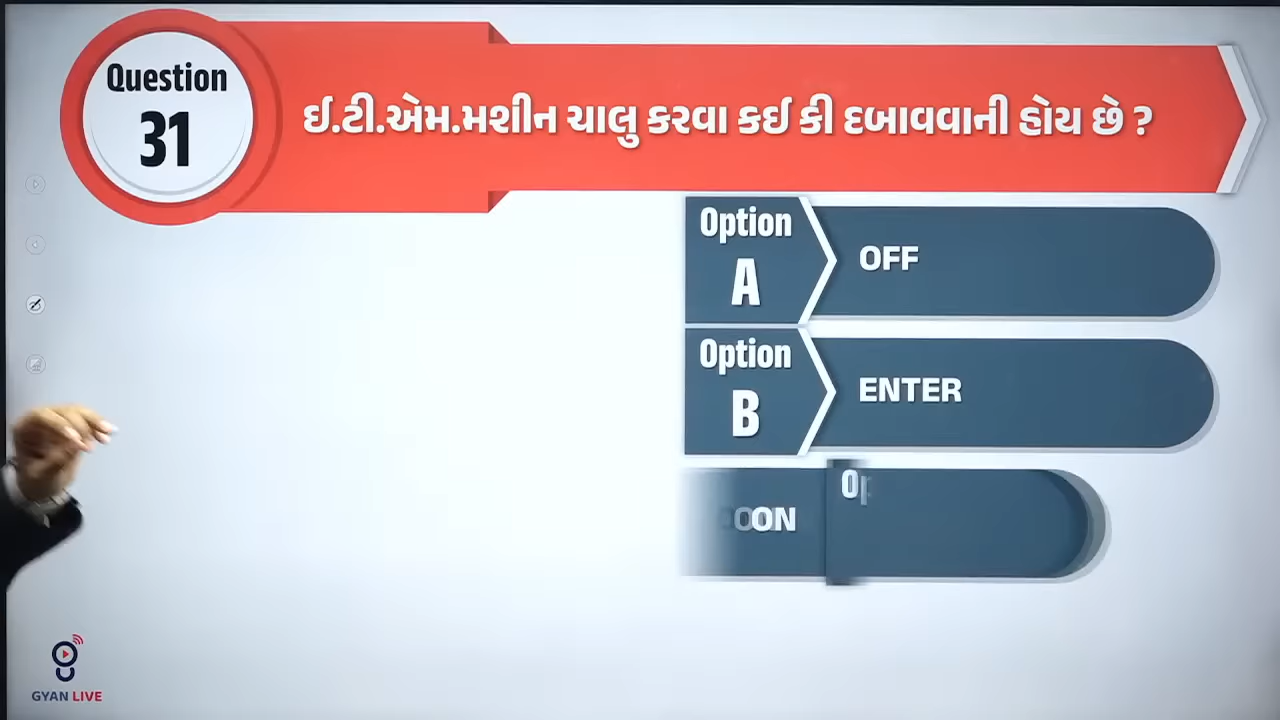 Question
31
ઈ.ટી.એમ.મશીન ચાલુ કરવા કઈ કી દબાવવાની હોય છે ?
Option
A
OFF
Option
B
ENTER
ON
GYAN LIVE